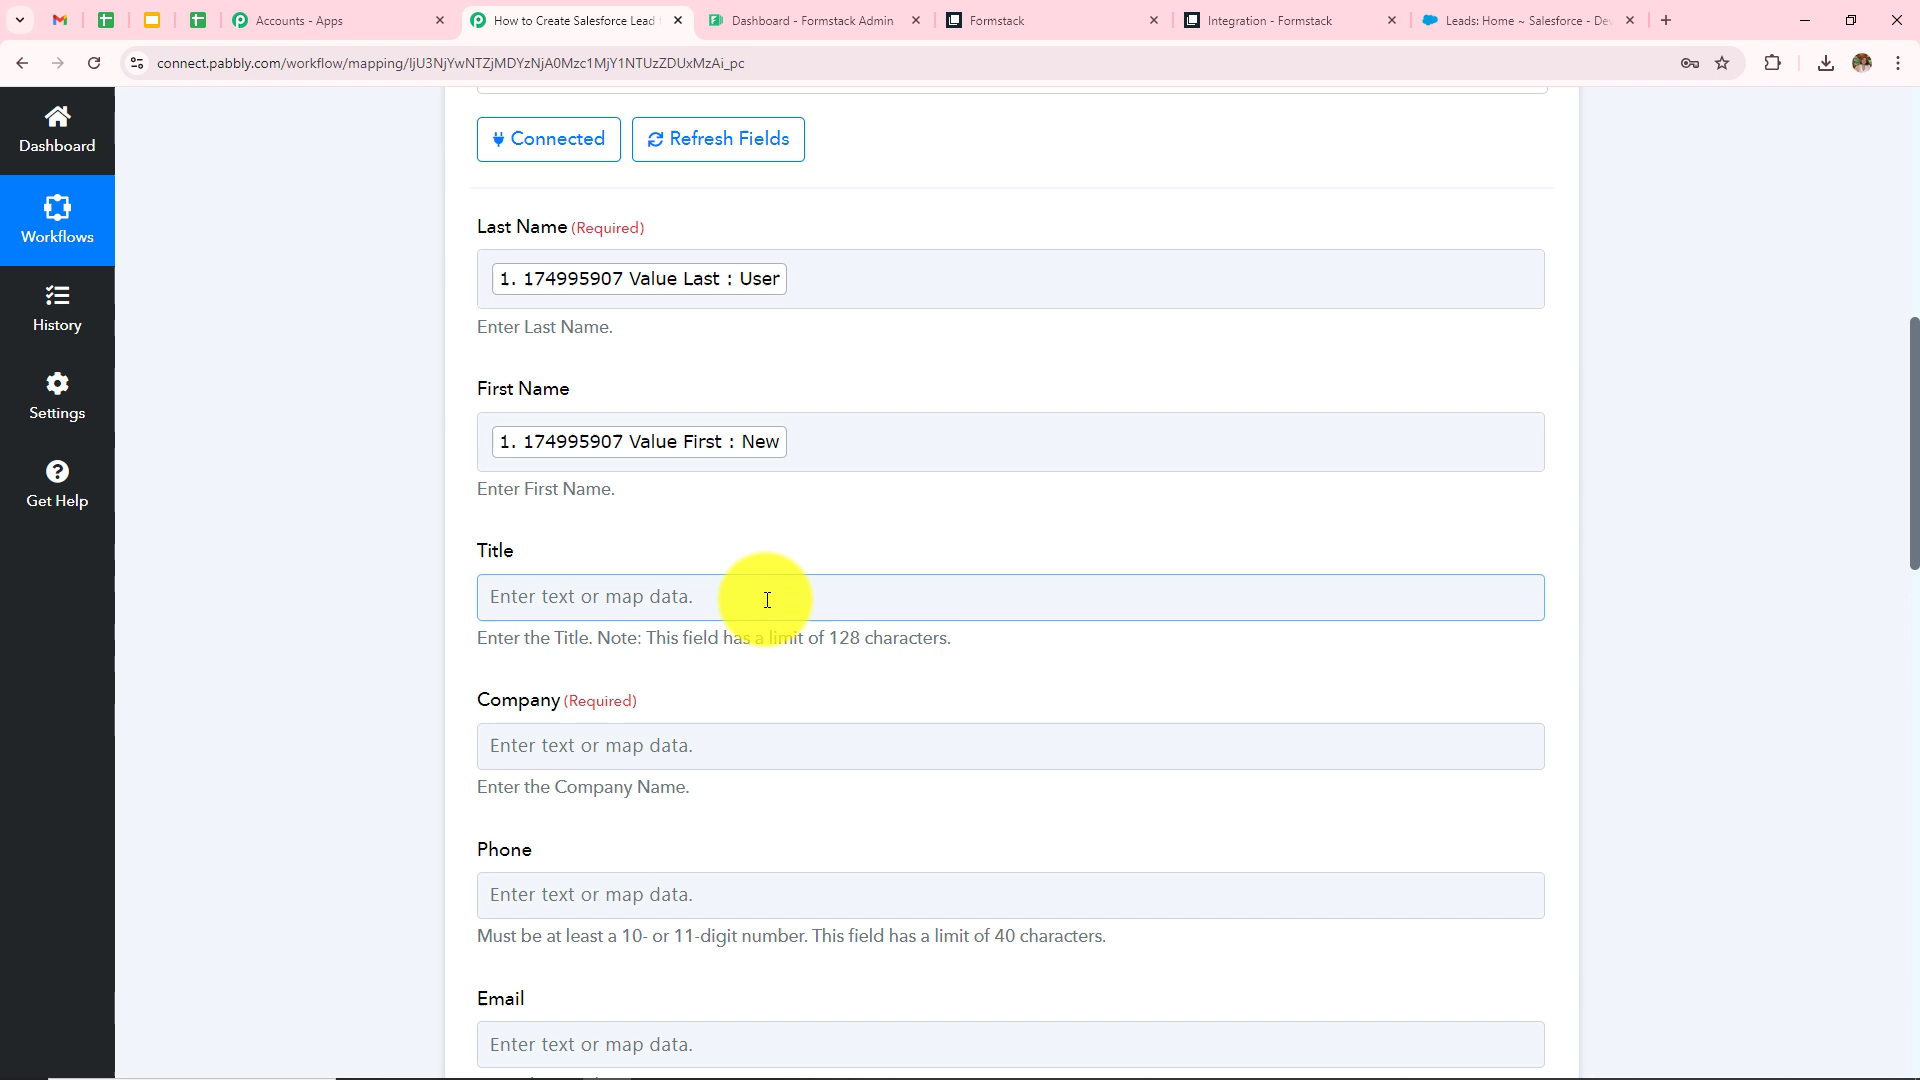 Accounts - Apps
How to Create Salesforce Lead
Dashboard - Formstack Admin
Formstack
Integration - Formstack
Leads: Home ~ Salesforce - Dev
connect.pabbly.com/workflow/mapping/IjU3NjYwNTZjMDYzNjA0Mzc1MjY1NTUzZDUxMzAi_pc
Dashboard
Workflows
History
Settings
Get Help
Connected
Refresh Fields
Last Name (Required)
1. 174995907 Value Last : User
Enter Last Name.
First Name
1. 174995907 Value First : New
Enter First Name.
Title
Enter text or map data.
Enter the Title. Note: This field has a limit of 128 characters.
Company (Required)
Enter text or map data.
Enter the Company Name.
Phone
Enter text or map data.
Must be at least a 10- or 11-digit number. This field has a limit of 40 characters.
Email
Enter text or map data.